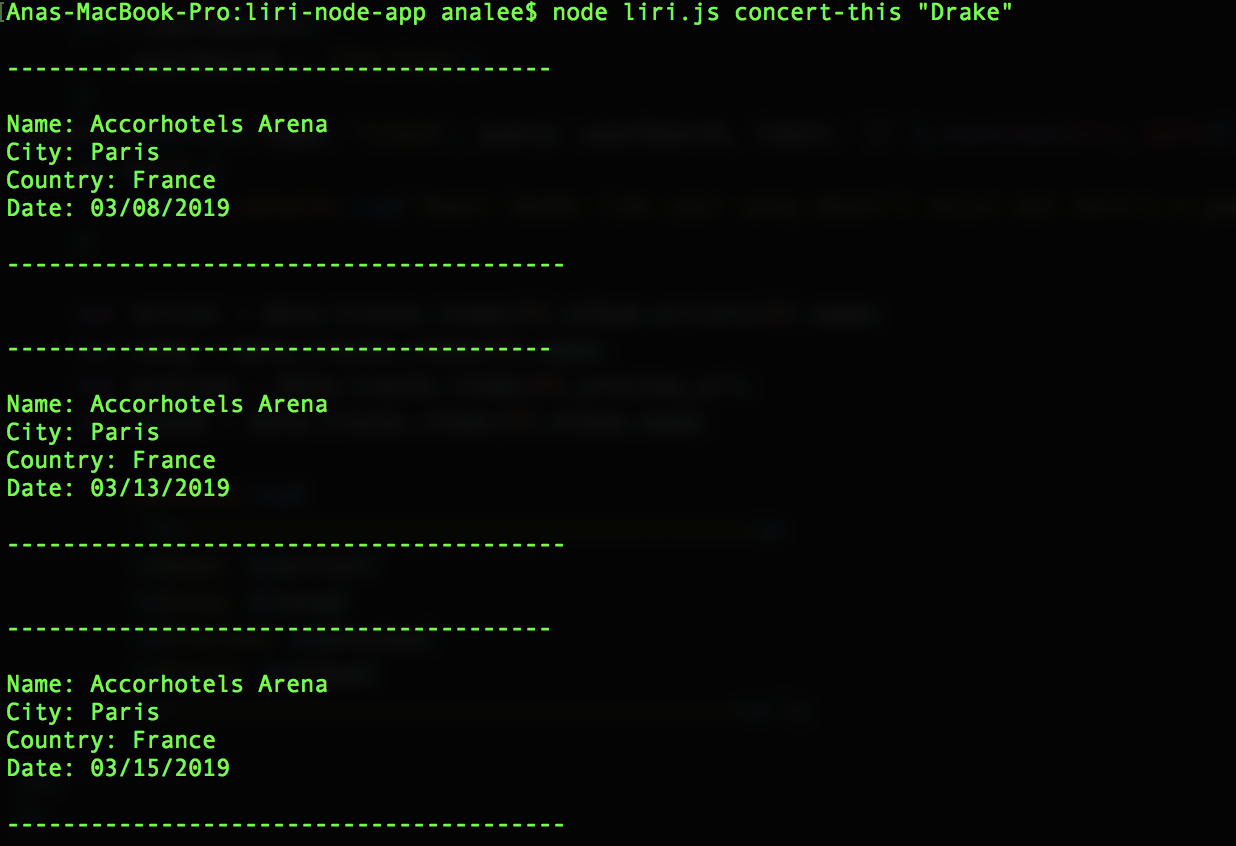 Anas-MacBook-Pro:liri-node-app analee$ node liri.js concert-this "Drake"
---------------------------------------
Name: Accorhotels Arena
City: Paris
Country: France
Date: 03/08/2019
----------------------------------------
---------------------------------------
Name: Accorhotels Arena
City: Paris
Country: France
Date: 03/13/2019
----------------------------------------
---------------------------------------
Name: Accorhotels Arena
City: Paris
Country: France
Date: 03/15/2019
----------------------------------------